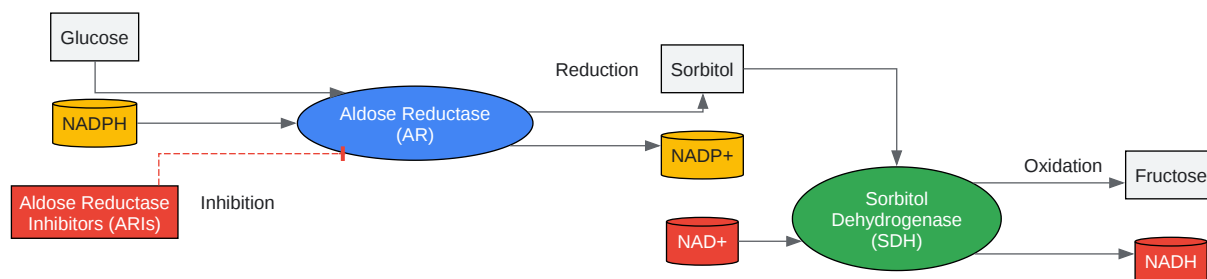 Glucose
Reduction
Sorbitol
NADPH
Aldose Reductase
(AR)
NADP+
Aldose Reductase
Inhibitors (ARIs)
Inhibition
Oxidation
Fructose
NAD+
Sorbitol
Dehydrogenase
(SDH)
NADH